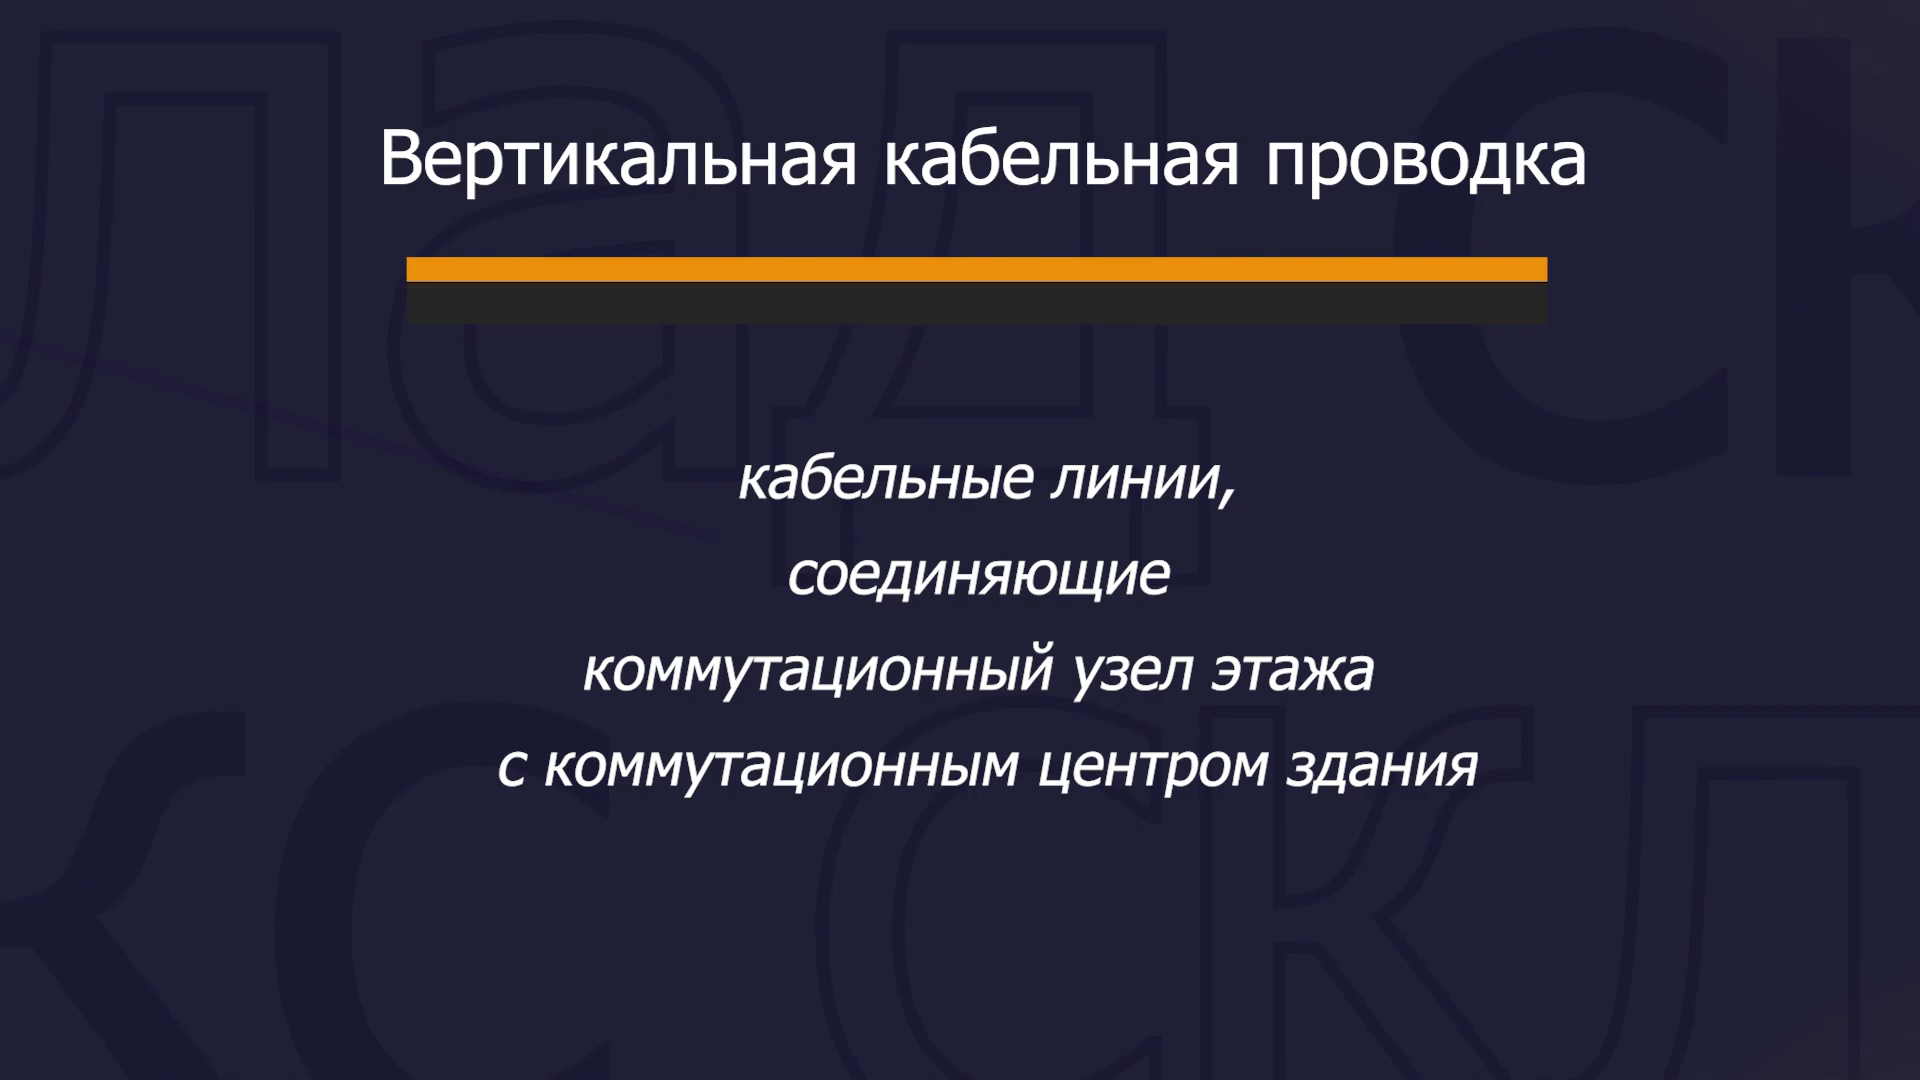 Вертикальная кабельная проводка
кабельные линии,
соединяющие
коммутационный узел этажа
с коммутационным центром здания